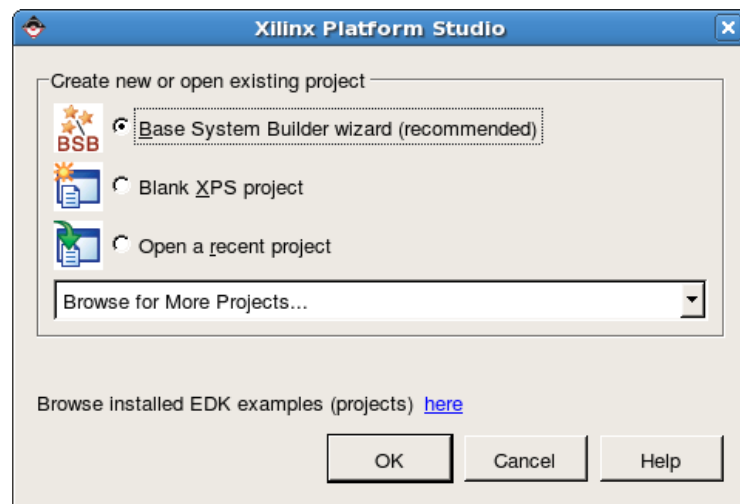 Xilinx Platform Studio
Create new or open existing project
BSB
Base System Builder wizard (recommended)
Blank XPS project
Open a recent project
Browse for More Projects...
Browse installed EDK examples (projects) here
OK Cancel Help